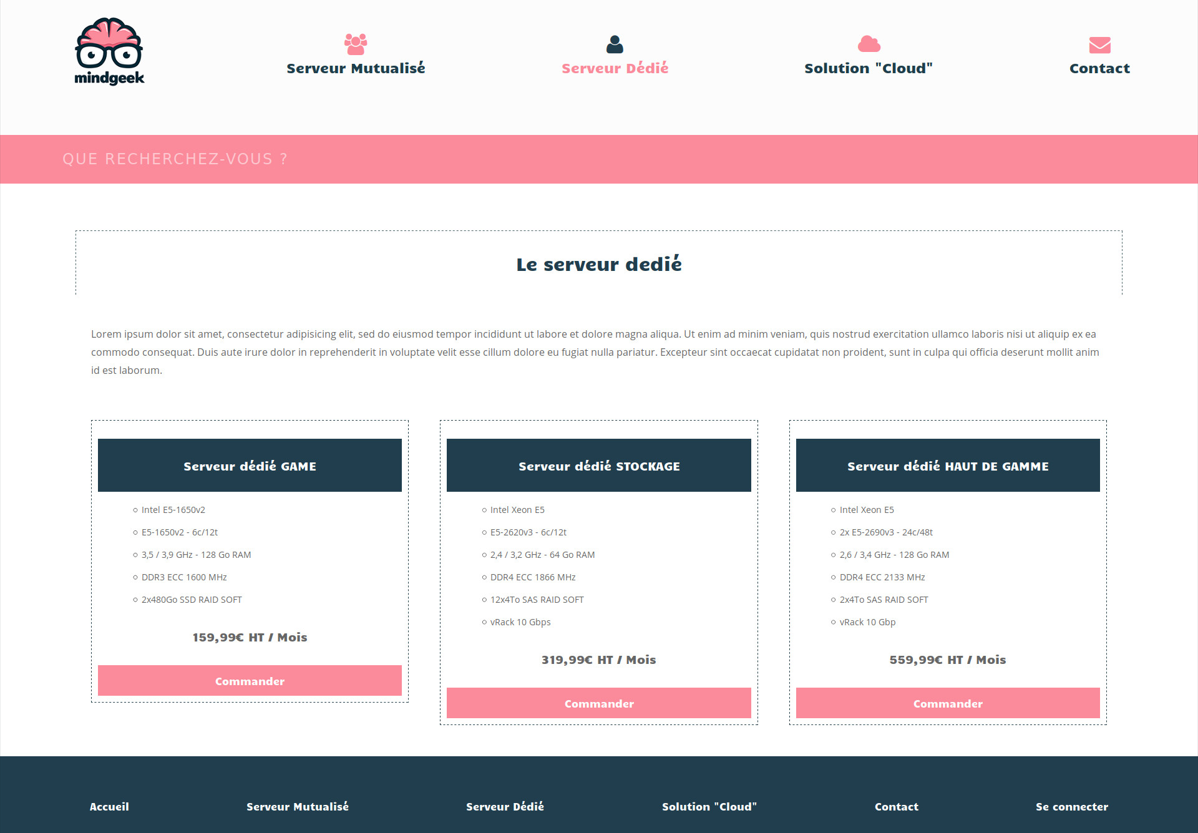 mindgeek
Serveur Mutualisé
Serveur Dédié
Solution "Cloud"
Contact
QUE RECHERCHEZ-VOUS ?
Le serveur dedié
Lorem ipsum dolor sit amet, consectetur adipisicing elit, sed do eiusmod tempor incididunt ut labore et dolore magna aliqua. Ut enim ad minim veniam, quis nostrud exercitation ullamco laboris nisi ut aliquip ex ea
commodo consequat. Duis aute irure dolor in reprehenderit in voluptate velit esse cillum dolore eu fugiat nulla pariatur. Excepteur sint occaecat cupidatat non proident, sunt in culpa qui officia deserunt mollit anim
id est laborum.
Serveur dédié GAME
Intel E5-1650v2
E5-1650v2 - 6c/12t
3,5 / 3,9 GHz - 128 Go RAM
DDR3 ECC 1600 MHz
2x480Go SSD RAID SOFT
159,99€ HT / Mois
Commander
Serveur dédié STOCKAGE
Intel Xeon E5
E5-2620v3 - 6c/12t
2,4 / 3,2 GHz - 64 Go RAM
DDR4 ECC 1866 MHz
12x4To SAS RAID SOFT
vRack 10 Gbps
319,99€ HT / Mois
Commander
Serveur dédié HAUT DE GAMME
Intel Xeon E5
2x E5-2690v3 - 24c/48t
2,6 / 3,4 GHz - 128 Go RAM
DDR4 ECC 2133 MHz
2x4To SAS RAID SOFT
vRack 10 Gbp
559,99€ HT / Mois
Commander
Accueil
Serveur Mutualisé
Serveur Dédié
Solution "Cloud"
Contact
Se connecter